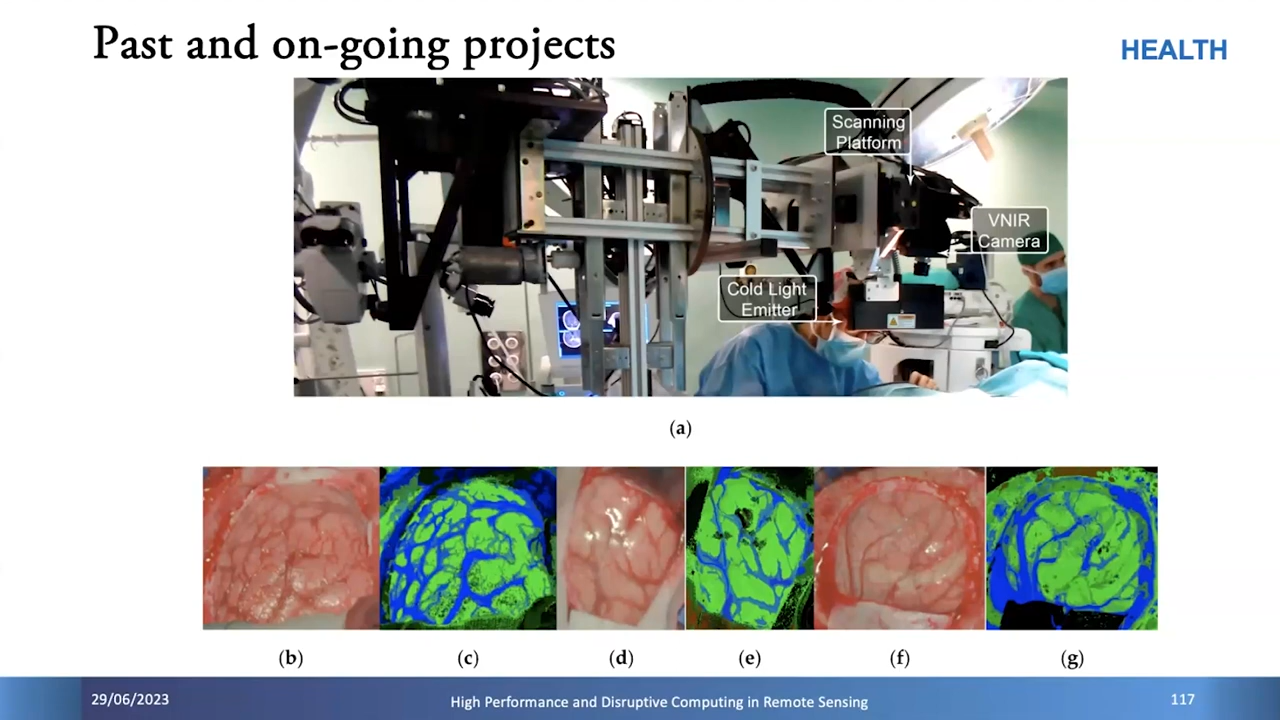 Past and on-going projects
HEALTH
Scanning
Platform
VNIR
Camera
Cold Light
Emitter
(a)
(b) (c) (d) (e) (f) (g)
29/06/2023
High Performance and Disruptive Computing in Remote Sensing
117